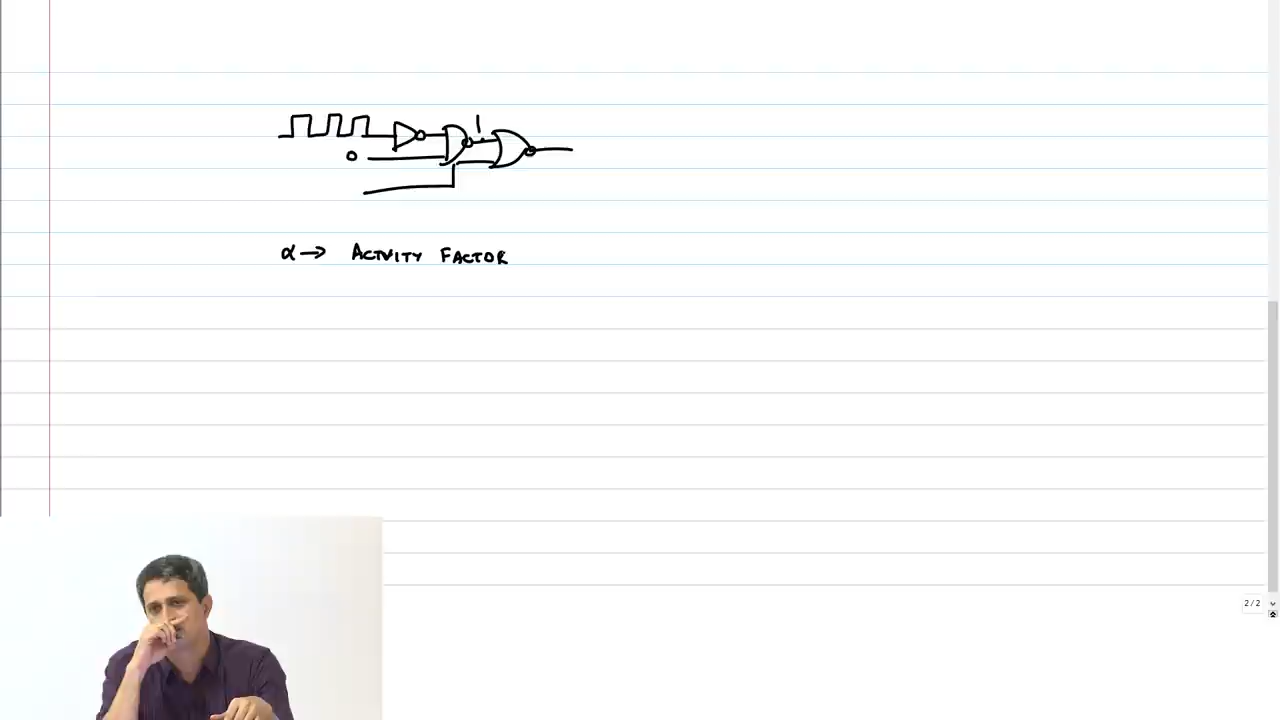 1
0
α → ACTIVITY FACTOR
2/2